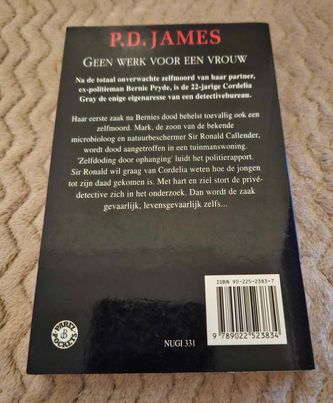 P.D. JAMES
GEEN WERK VOOR EEN VROUW
Na de totaal onverwachte zelfmoord van haar partner,
ex-politieman Bernie Pryde, is de 22-jarige Cordelia
Gray de enige eigenaresse van een detectivebureau.
Haar eerste zaak na Bernies dood behelst toevallig ook een
zelfmoord. Mark, de zoon van de bekende
microbioloog en natuurbeschermer Sir Ronald Callender,
wordt dood aangetroffen in een tuinmanswoning.
'Zelfdoding door ophanging' luidt het politierapport.
Sir Ronald wil graag van Cordelia weten hoe de jongen
tot zijn daad gekomen is. Met hart en ziel stort de privé-
detective zich in het onderzoek. Dan wordt de zaak
gevaarlijk, levensgevaarlijk zelfs...
ISBN 90-225-2383-7
9 789022 523834
PAREL
POCKETS
NUGI 331